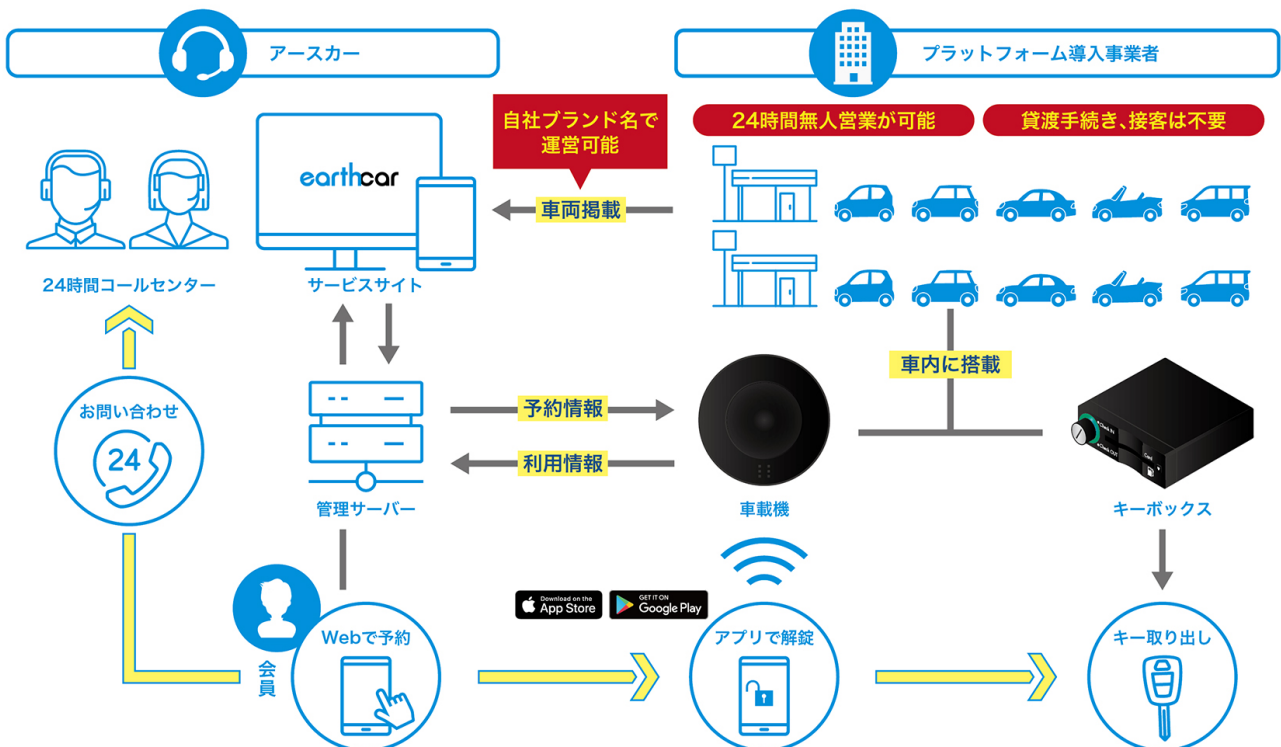 アースカー
プラットフォーム導入事業者
自社ブランド名で
運営可能
24時間無人営業が可能
貸渡手続き、接客は不要
earthcar
車両掲載
24時間コールセンター
サービスサイト
車内に搭載
お問い合わせ
24
予約情報
利用情報
Check IN
Check OUT
Card
管理サーバー
車載機
キーボックス
会員
Webで予約
Download on the
App Store
GET IT ON
Google Play
アプリで解錠
キー取り出し